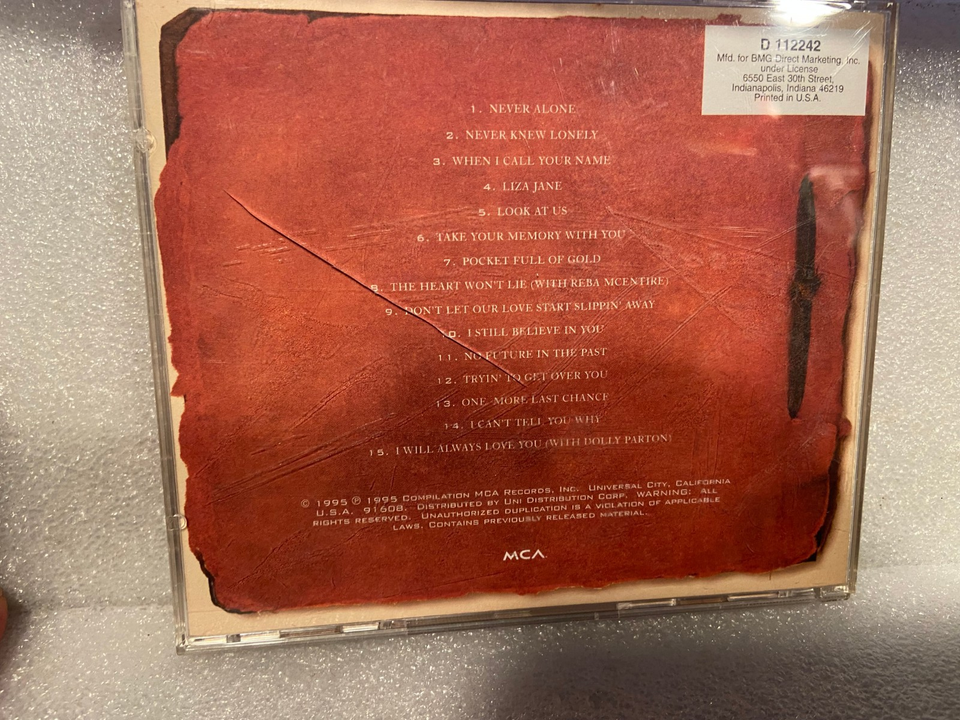 D 112242
Mfd. for BMG Direct Marketing, Inc.
under License
6550 East 30th Street,
Indianapolis, Indiana 46219
Printed in U.S.A.
1. NEVER ALONE
2. NEVER KNEW LONELY
3. WHEN I CALL YOUR NAME
4. LIZA JANE
5. LOOK AT US
6. TAKE YOUR MEMORY WITH YOU
7. POCKET FULL OF GOLD
8. THE HEART WON'T LIE (WITH REBA MCENTIRE)
9. DON'T LET OUR LOVE START SLIPPIN' AWAY
10. I STILL BELIEVE IN YOU
11. NO FUTURE IN THE PAST
12. TRYIN' TO GET OVER YOU
13. ONE MORE LAST CHANCE
14. I CAN'T TELL YOU WHY
15. I WILL ALWAYS LOVE YOU (WITH DOLLY PARTON)
© 1995 ℗ 1995 COMPILATION MCA RECORDS, INC. UNIVERSAL CITY, CALIFORNIA
U.S.A. 91608. DISTRIBUTED BY UNI DISTRIBUTION CORP. WARNING: ALL
RIGHTS RESERVED. UNAUTHORIZED DUPLICATION IS A VIOLATION OF APPLICABLE
LAWS. CONTAINS PREVIOUSLY RELEASED MATERIAL.
MCA